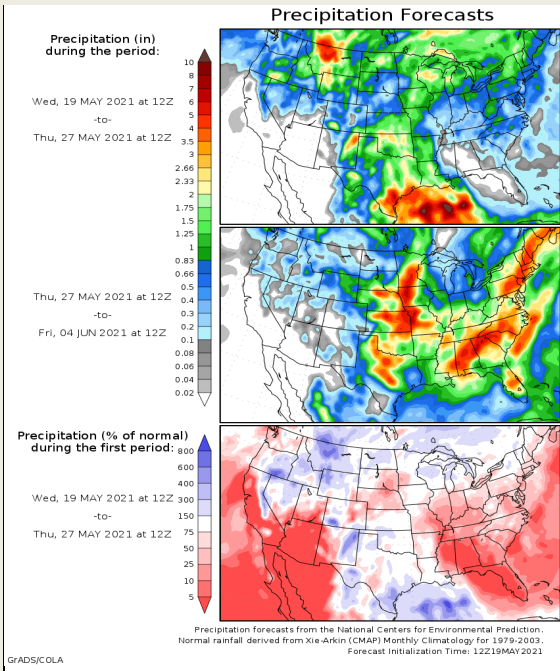 Precipitation Forecasts
Precipitation (in)
during the period:
Wed, 19 MAY 2021 at 12Z
-to-
Thu, 27 MAY 2021 at 12Z
10
8
7
6
5
4
3.5
3
2.66
2.33
2
1.75
1.5
1.25
1
0.83
0.66
0.5
0.4
0.3
0.2
0.1
0.08
0.06
0.04
0.02
Thu, 27 MAY 2021 at 12Z
-to-
Fri, 04 JUN 2021 at 12Z
Precipitation (% of normal)
during the first period:
Wed, 19 MAY 2021 at 12Z
-to-
Thu, 27 MAY 2021 at 12Z
800
600
400
300
150
75
50
25
10
5
Precipitation forecasts from the National Centers for Environmental Prediction.
Normal rainfall derived from Xie-Arkin (CMAP) Monthly Climatology for 1979-2003.
Forecast Initialization Time: 12Z19MAY2021
GrADS/COLA